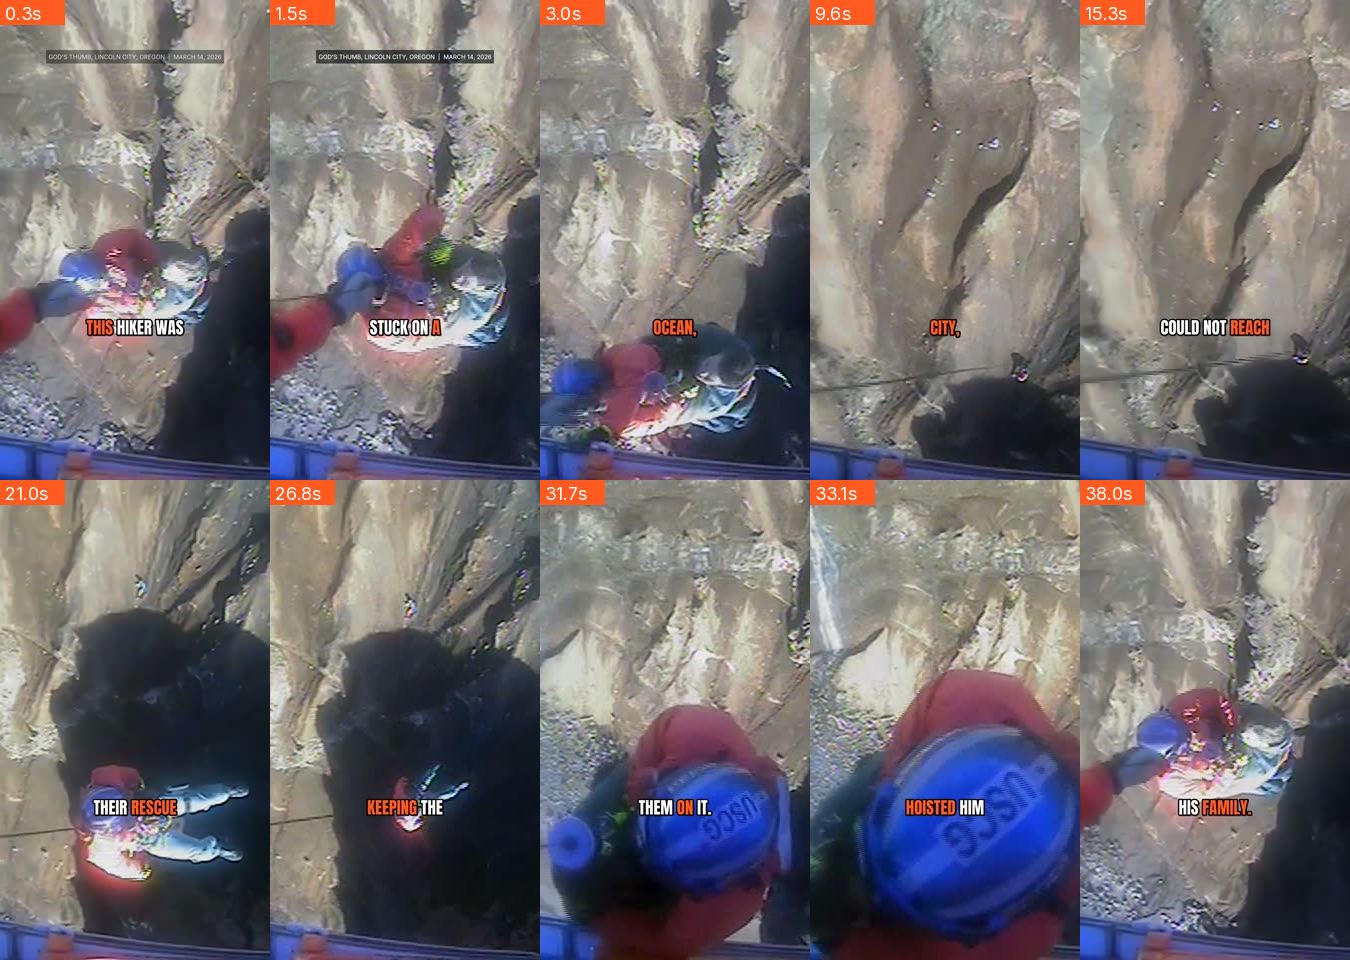 0.3s
GOD'S THUMB, LINCOLN CITY, OREGON | MARCH 14, 2026
THIS HIKER WAS
1.5s
GOD'S THUMB, LINCOLN CITY, OREGON | MARCH 14, 2026
STUCK ON A
3.0s
OCEAN,
9.6s
CITY,
15.3s
COULD NOT REACH
21.0s
THEIR RESCUE
26.8s
KEEPING THE
31.7s
USCG
THEM ON IT.
33.1s
USCG
HOISTED HIM
38.0s
HIS FAMILY.